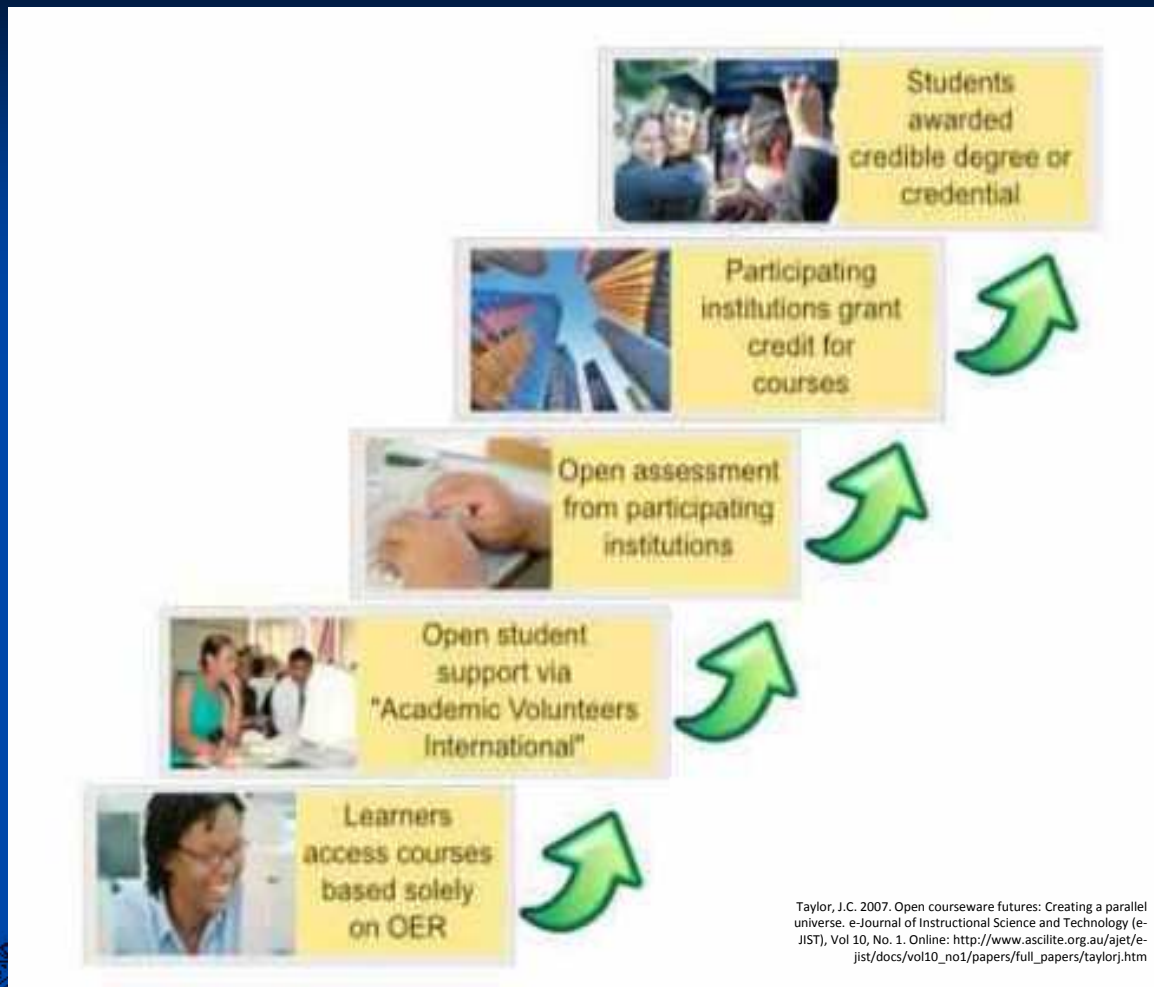 Students
awarded
credible degree or
credential
Participating
institutions grant
credit for
courses
Open assessment
from participating
institutions
Open student
support via
"Academic Volunteers
International"
Learners
access courses
based solely
on OER
Taylor, J.C. 2007. Open courseware futures: Creating a parallel
universe. e-Journal of Instructional Science and Technology (e-
JIST), Vol 10, No. 1. Online: http://www.ascilite.org.au/ajet/e-
jist/docs/vol10_no1/papers/full_papers/taylorj.htm